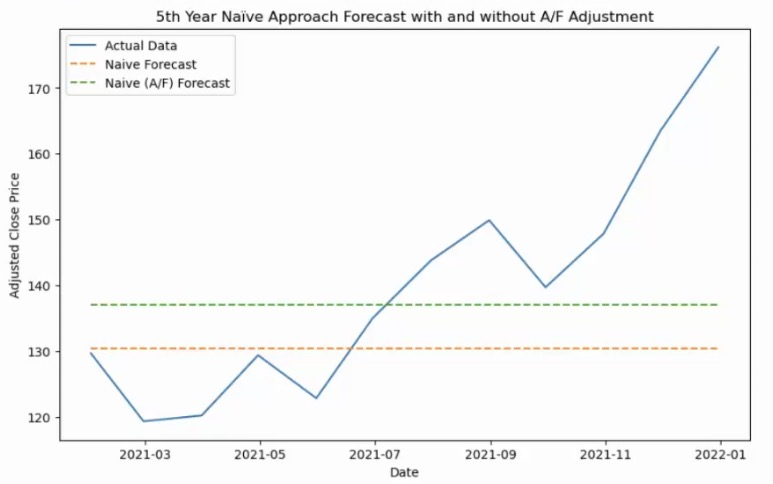 5th Year Naïve Approach Forecast with and without A/F Adjustment
Actual Data
Naive Forecast
Naive (A/F) Forecast
Adjusted Close Price
170
160
150
140
130
120
2021-03 2021-05 2021-07 2021-09 2021-11 2022-01
Date